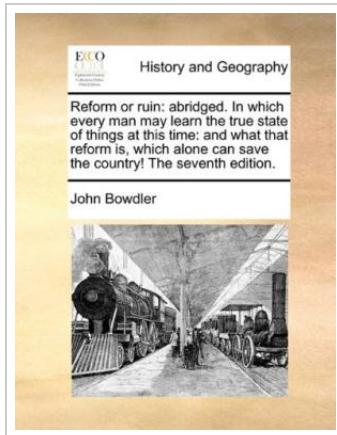 ECCO
History and Geography
Reform or ruin: abridged. In which
every man may learn the true state
of things at this time: and what that
reform is, which alone can save
the country! The seventh edition.
John Bowdler